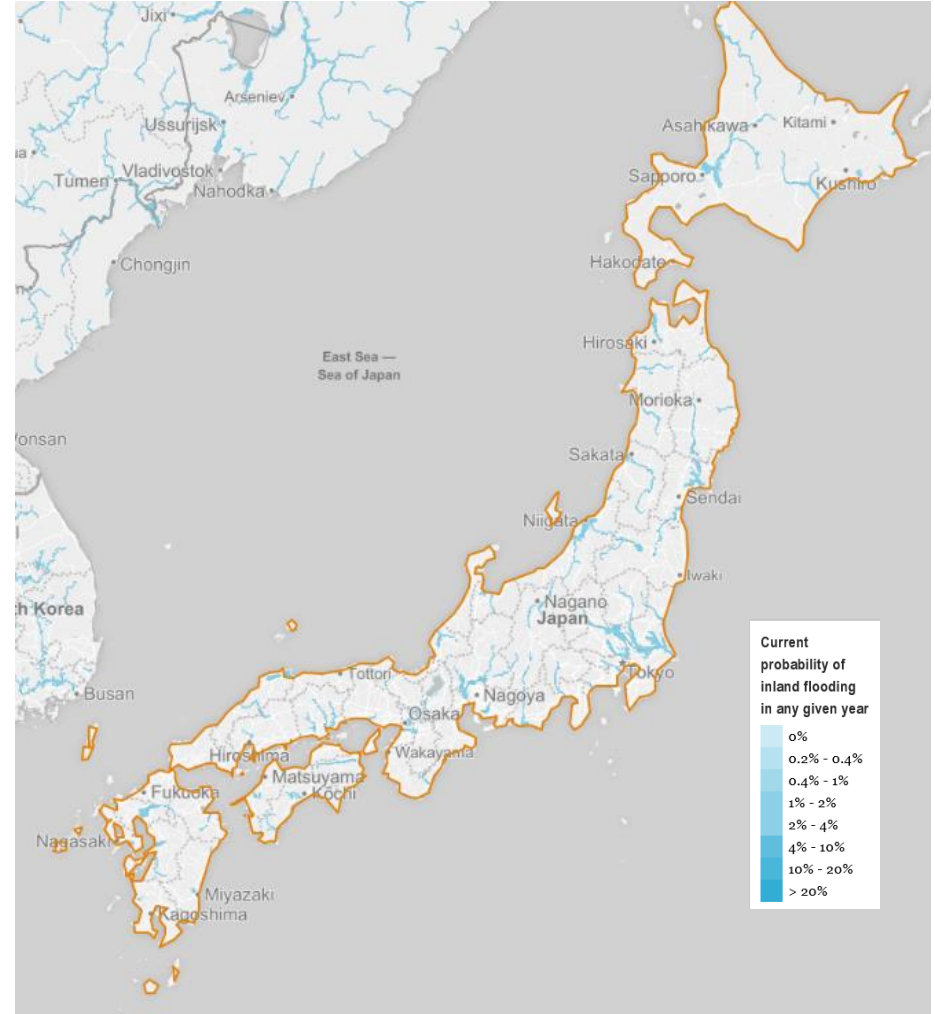 Jixi
Arseniev
Ussurijsk
Asahikawa
Kitami
Vladivostok
Tumen
Nahodka
Sapporo
Kushiro
Chongjin
Hakodate
Hirosaki
East Sea —
Sea of Japan
Morioka
Sakata
Sendai
Niigata
Iwaki
Nagano
Japan
Korea
Tokyo
Tottori
Busan
Nagoya
Osaka
Hiroshima
Wakayama
Matsuyama
Kōchi
Fukuoka
Nagasaki
Miyazaki
Kagoshima
Current
probability of
inland flooding
in any given year
0%
0.2% - 0.4%
0.4% - 1%
1% - 2%
2% - 4%
4% - 10%
10% - 20%
> 20%